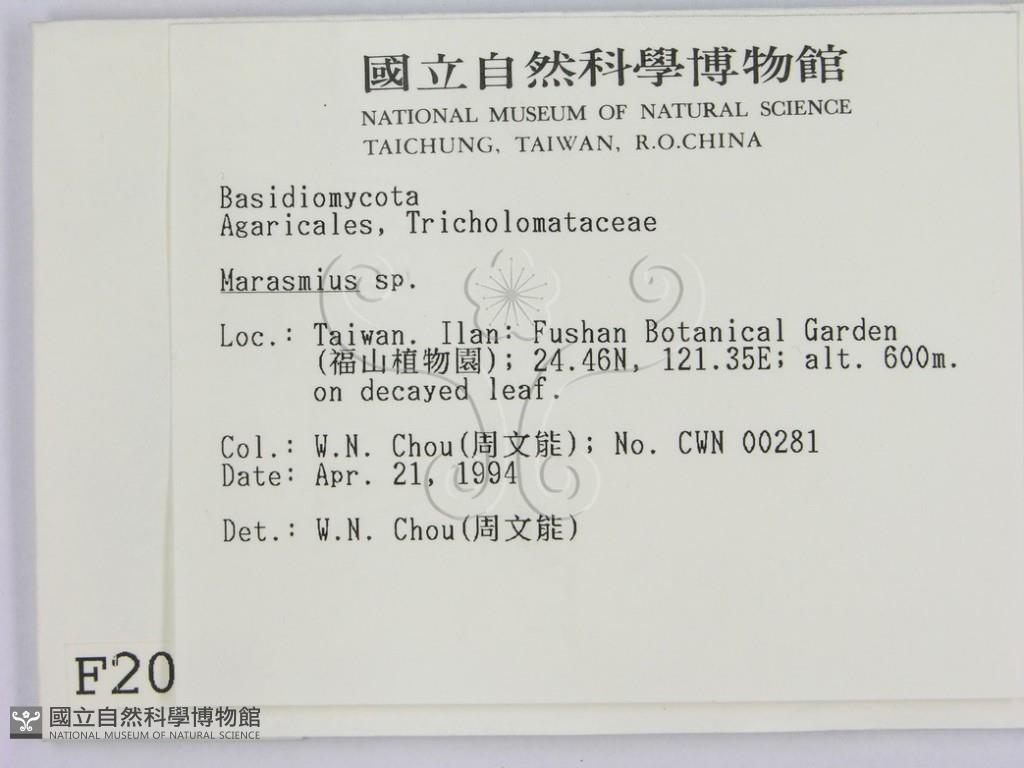 國立自然科學博物館
NATIONAL MUSEUM OF NATURAL SCIENCE
TAICHUNG, TAIWAN, R.O.CHINA
Basidiomycota
Agaricales, Tricholomataceae
Marasmius sp.
Loc.: Taiwan. Ilan: Fushan Botanical Garden
(福山植物園); 24.46N, 121.35E; alt. 600m.
on decayed leaf.
Col.: W.N. Chou(周文能); No. CWN 00281
Date: Apr. 21, 1994
Det.: W.N. Chou(周文能)
F20
國立自然科學博物館
NATIONAL MUSEUM OF NATURAL SCIENCE